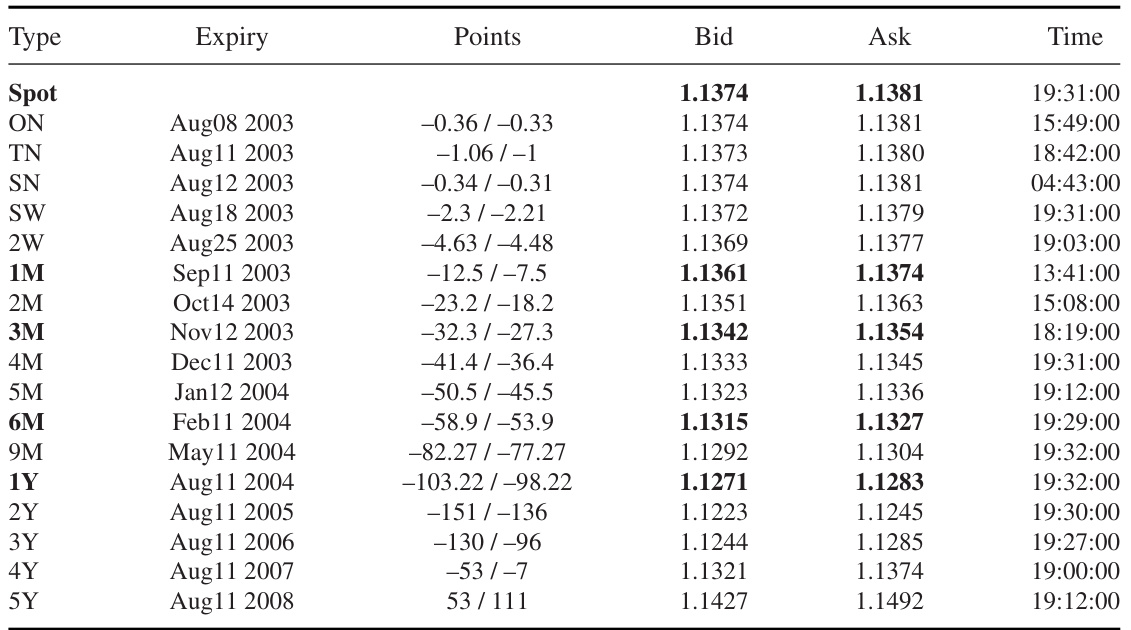 Type Expiry Points Bid Ask Time
Spot 1.1374 1.1381 19:31:00
ON Aug08 2003 –0.36 / –0.33 1.1374 1.1381 15:49:00
TN Aug11 2003 –1.06 / –1 1.1373 1.1380 18:42:00
SN Aug12 2003 –0.34 / –0.31 1.1374 1.1381 04:43:00
SW Aug18 2003 –2.3 / –2.21 1.1372 1.1379 19:31:00
2W Aug25 2003 –4.63 / –4.48 1.1369 1.1377 19:03:00
1M Sep11 2003 –12.5 / –7.5 1.1361 1.1374 13:41:00
2M Oct14 2003 –23.2 / –18.2 1.1351 1.1363 15:08:00
3M Nov12 2003 –32.3 / –27.3 1.1342 1.1354 18:19:00
4M Dec11 2003 –41.4 / –36.4 1.1333 1.1345 19:31:00
5M Jan12 2004 –50.5 / –45.5 1.1323 1.1336 19:12:00
6M Feb11 2004 –58.9 / –53.9 1.1315 1.1327 19:29:00
9M May11 2004 –82.27 / –77.27 1.1292 1.1304 19:32:00
1Y Aug11 2004 –103.22 / –98.22 1.1271 1.1283 19:32:00
2Y Aug11 2005 –151 / –136 1.1223 1.1245 19:30:00
3Y Aug11 2006 –130 / –96 1.1244 1.1285 19:27:00
4Y Aug11 2007 –53 / –7 1.1321 1.1374 19:00:00
5Y Aug11 2008 53 / 111 1.1427 1.1492 19:12:00